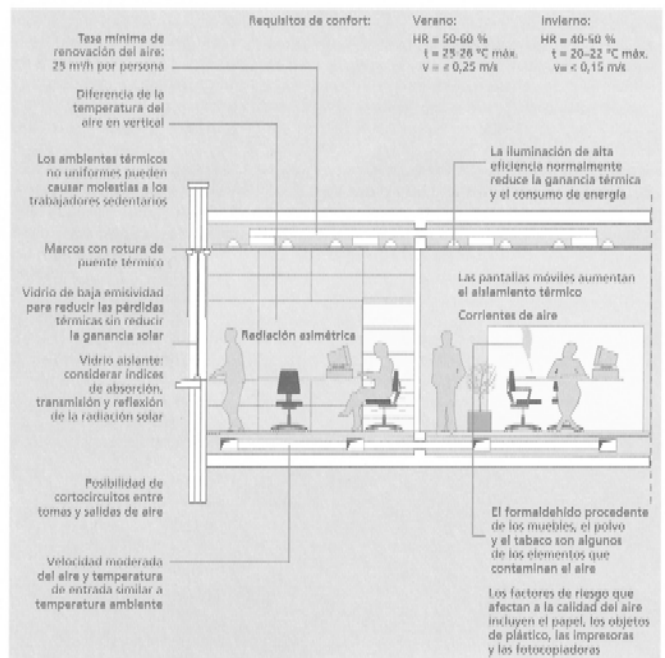 Requisitos de confort:
Verano:
HR = 50-60 %
t = 25-26 °C máx.
v = ≤ 0,25 m/s
Invierno:
HR = 40-50 %
t = 20–22 °C máx.
v= < 0,15 m/s
Tasa mínima de
renovación del aire:
25 m³/h por persona
Diferencia de la
temperatura del
aire en vertical
Los ambientes térmicos
no uniformes pueden
causar molestias a los
trabajadores sedentarios
Marcos con rotura de
puente térmico
Vidrio de baja emisividad
para reducir las pérdidas
térmicas sin reducir
la ganancia solar
Vidrio aislante:
considerar índices
de absorción,
transmisión y reflexión
de la radiación solar
Posibilidad de
cortocircuitos entre
tomas y salidas de aire
Velocidad moderada
del aire y temperatura
de entrada similar a
temperatura ambiente
Radiación asimétrica
La iluminación de alta
eficiencia normalmente
reduce la ganancia térmica
y el consumo de energía
Las pantallas móviles aumentan
el aislamiento térmico
Corrientes de aire
El formaldehído procedente
de los muebles, el polvo
y el tabaco son algunos
de los elementos que
contaminan el aire
Los factores de riesgo que
afectan a la calidad del aire
incluyen el papel, los objetos
de plástico, las impresoras
y las fotocopiadoras